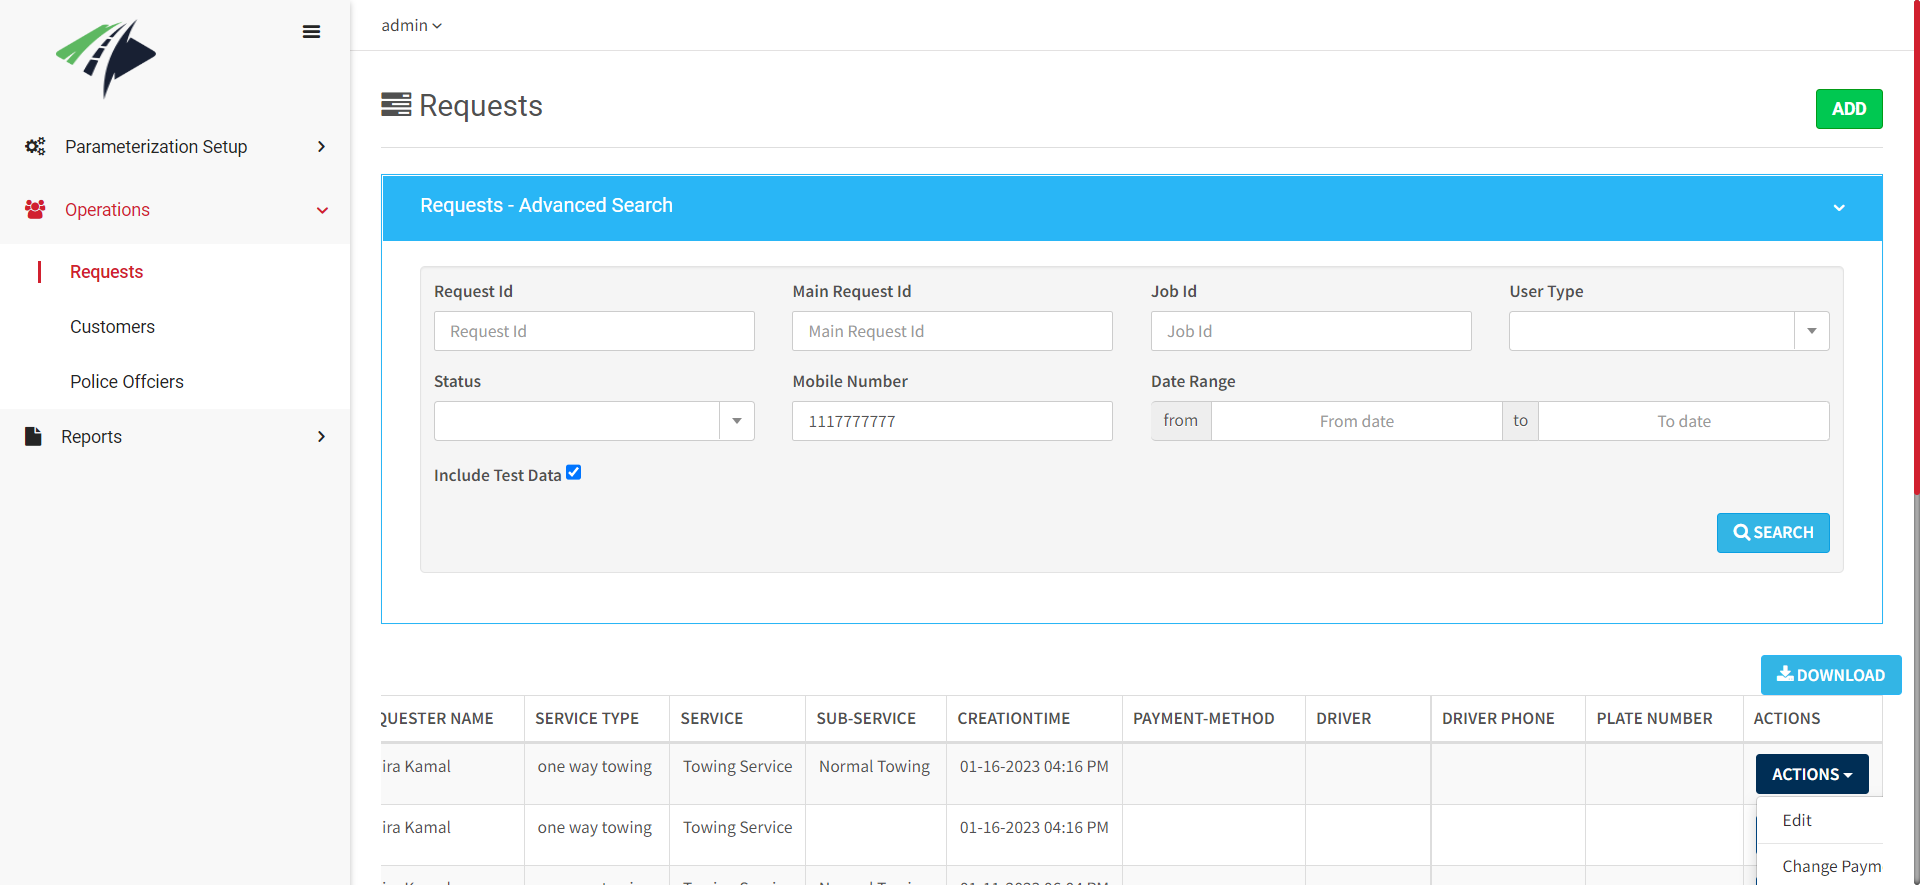 admin
Requests
ADD
Parameterization Setup
Operations
Requests
Customers
Police Offciers
Reports
Requests - Advanced Search
Request Id
Main Request Id
Job Id
User Type
Request Id
Main Request Id
Job Id
Status
Mobile Number
Date Range
1117777777
from
From date
to
To date
Include Test Data
SEARCH
DOWNLOAD
QUESTER NAME SERVICE TYPE SERVICE SUB-SERVICE CREATIONTIME PAYMENT-METHOD DRIVER DRIVER PHONE PLATE NUMBER ACTIONS
ira Kamal one way towing Towing Service Normal Towing 01-16-2023 04:16 PM ACTIONS
ira Kamal one way towing Towing Service 01-16-2023 04:16 PM
Edit
Change Paym